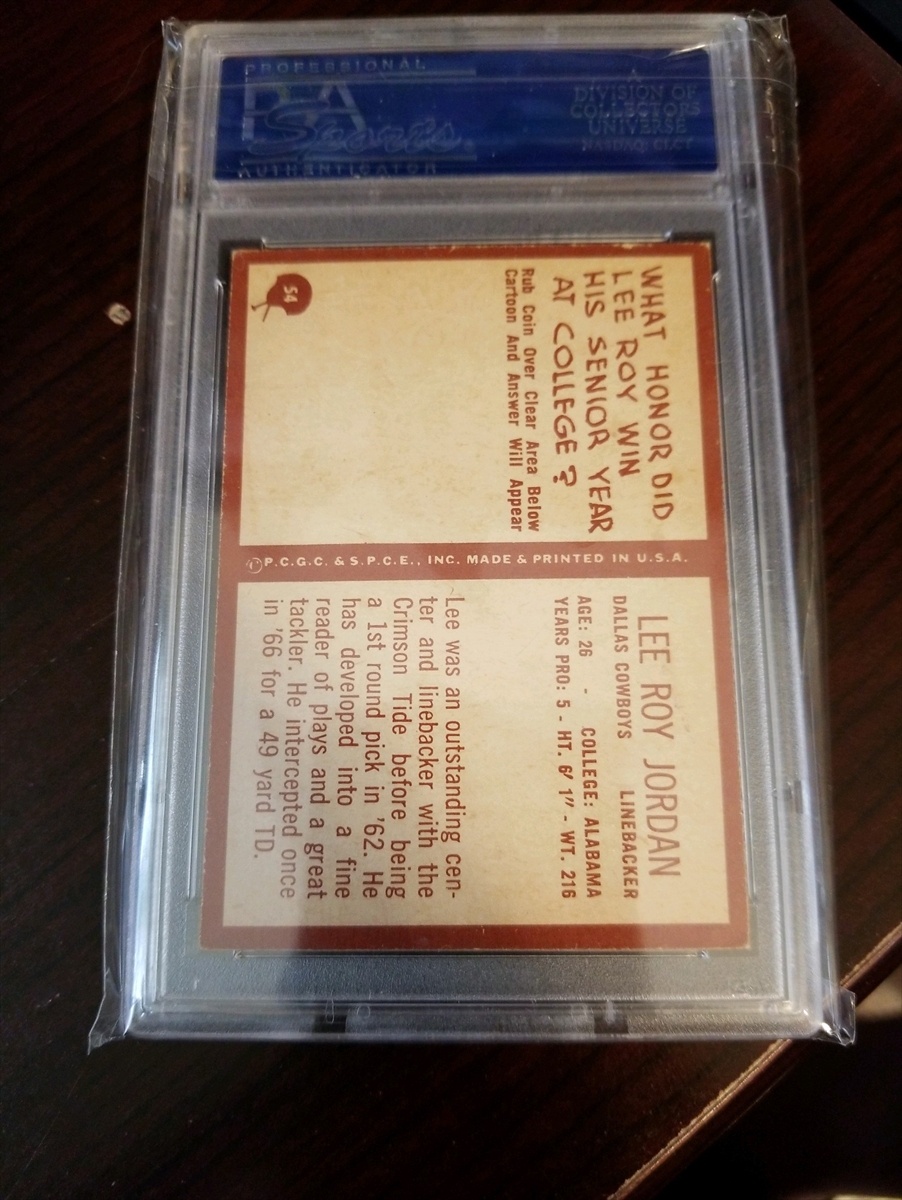 PROFESSIONAL
PSA
Sports
AUTHENTICATOR
A
DIVISION OF
COLLECTORS
UNIVERSE
NASDAQ: CLCT
WHAT HONOR DID
LEE ROY WIN
HIS SENIOR YEAR
AT COLLEGE?
Rub Coin Over Clear Area Below
Cartoon And Answer Will Appear
54
©P.C.G.C. & S.P.C.E., INC. MADE & PRINTED IN U.S.A.
LEE ROY JORDAN
DALLAS COWBOYS LINEBACKER
AGE: 26 - COLLEGE: ALABAMA
YEARS PRO: 5 - HT. 6' 1" - WT. 216
Lee was an outstanding cen-
ter and linebacker with the
Crimson Tide before being
a 1st round pick in '62. He
has developed into a fine
reader of plays and a great
tackler. He intercepted once
in '66 for a 49 yard TD.